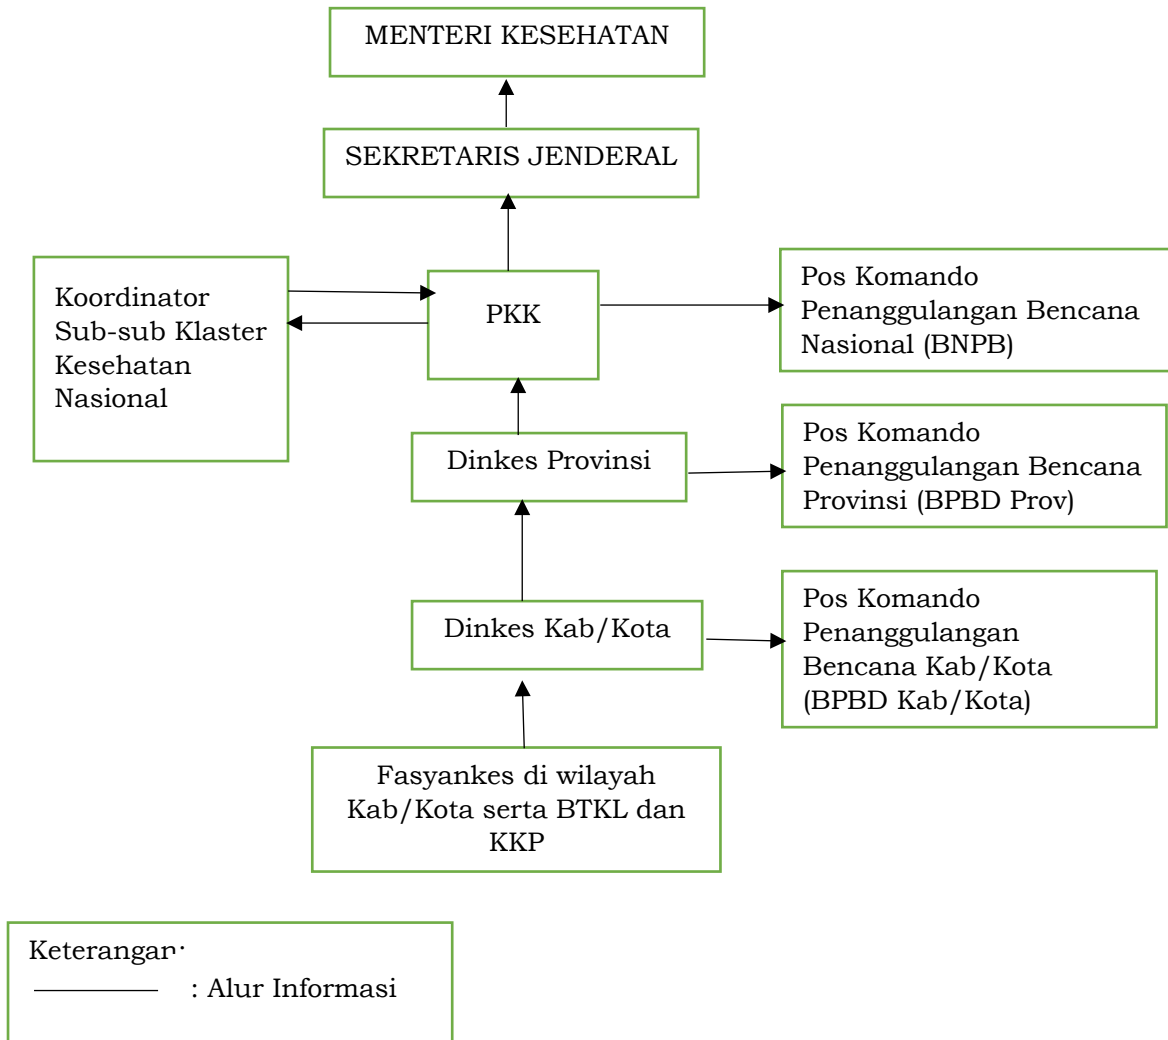 MENTERI KESEHATAN
SEKRETARIS JENDERAL
Koordinator
Sub-sub Klaster
Kesehatan
Nasional
PKK
Pos Komando
Penanggulangan Bencana
Nasional (BNPB)
Dinkes Provinsi
Pos Komando
Penanggulangan Bencana
Provinsi (BPBD Prov)
Dinkes Kab/Kota
Pos Komando
Penanggulangan
Bencana Kab/Kota
(BPBD Kab/Kota)
Fasyankes di wilayah
Kab/Kota serta BTKL dan
KKP
Keterangan:
: Alur Informasi